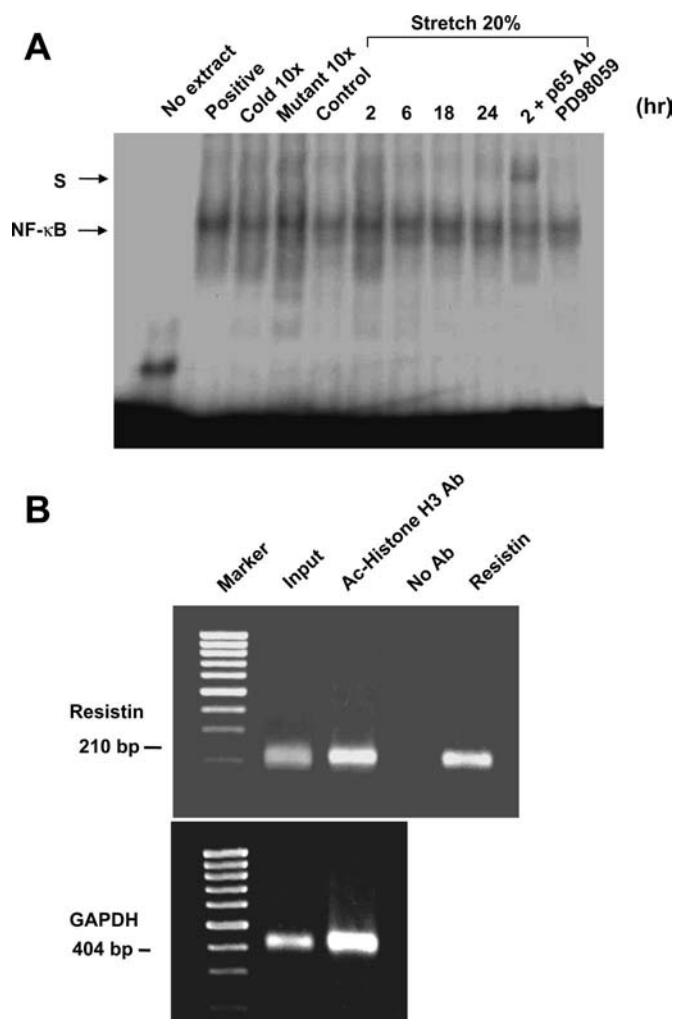 A
Stretch 20%
No extract
Positive
Cold 10x
Mutant 10x
Control
2
6
18
24
2 + p65 Ab
PD98059
(hr)
S
NF-κB
B
Marker
Input
Ac-Histone H3 Ab
No Ab
Resistin
Resistin
210 bp
GAPDH
404 bp